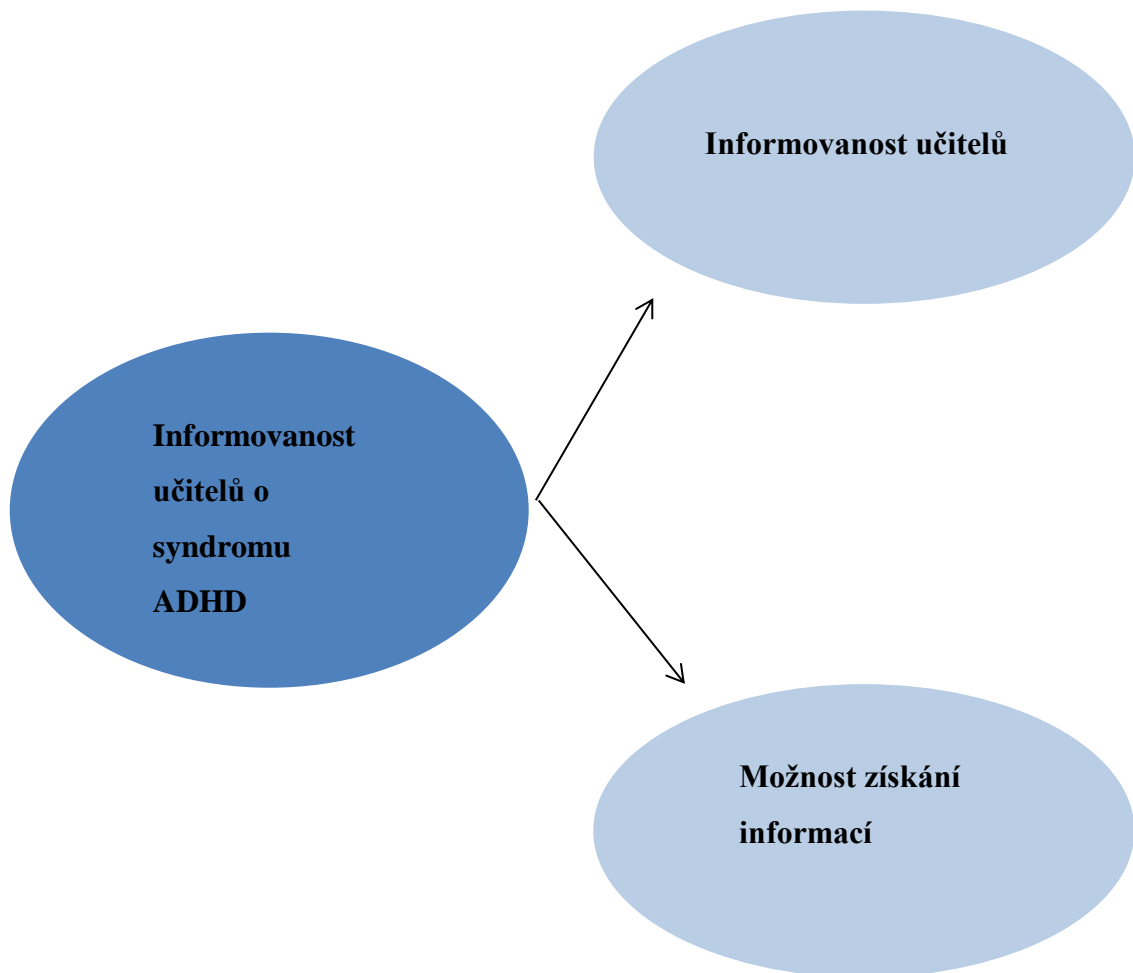 Informovanost učitelů
Informovanost
učitelů o
syndromu
ADHD
Možnost získání
informací